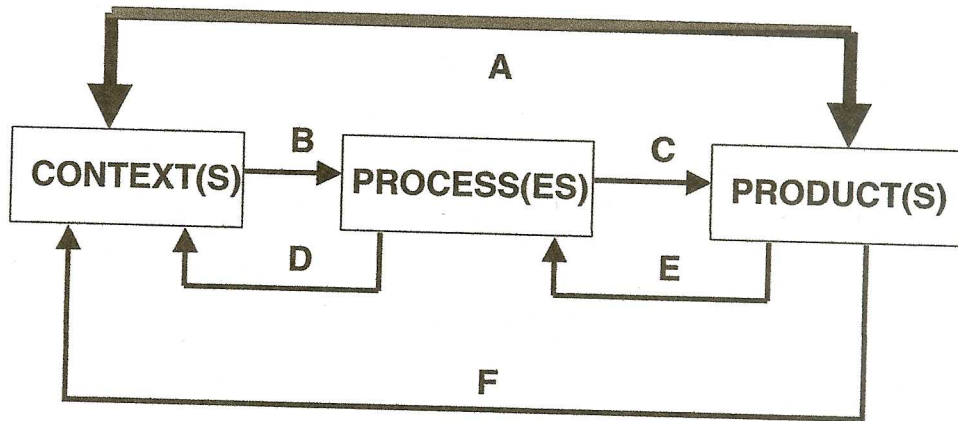 A
B
C
CONTEXT(S)
PROCESS(ES)
PRODUCT(S)
D
E
F